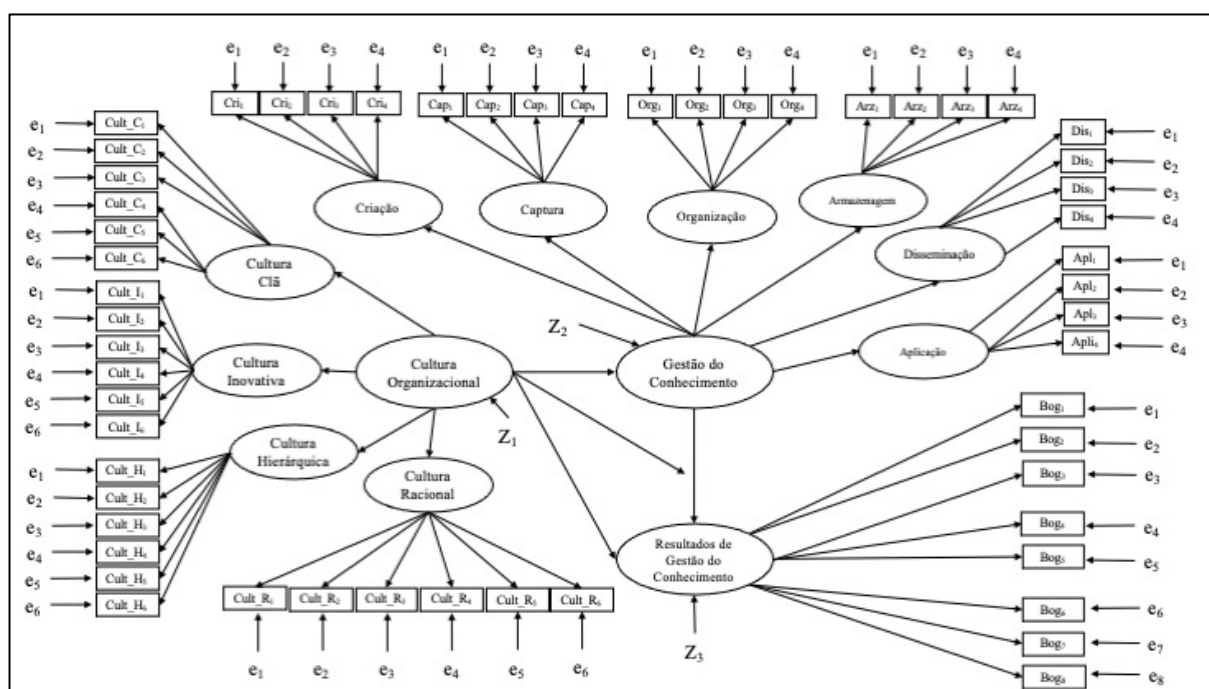 e1 e2 e3 e4 e1 e2 e3 e4 e1 e2 e3 e4 e1 e2 e3 e4
Cri1 Cri2 Cri3 Cri4 Cap1 Cap2 Cap3 Cap4 Org1 Org2 Org3 Org4 Arz1 Arz2 Arz3 Arz4
e1 Cult_C1
e2 Cult_C2
e3 Cult_C3
e4 Cult_C4
e5 Cult_C5
e6 Cult_C6
Criação
Captura
Organização
Armazenagem
Disseminação
Dis1 e1
Dis2 e2
Dis3 e3
Dis4 e4
Cultura
Clã
Aplicação
Apl1 e1
Apl2 e2
Apl3 e3
Apli4 e4
e1 Cult_I1
e2 Cult_I2
e3 Cult_I3
e4 Cult_I4
e5 Cult_I5
e6 Cult_I6
Cultura
Inovativa
Cultura
Organizacional
Z1
Z2
Gestão do
Conhecimento
e1 Cult_H1
e2 Cult_H2
e3 Cult_H3
e4 Cult_H4
e5 Cult_H5
e6 Cult_H6
Cultura
Hierárquica
Cultura
Racional
Cult_R1 Cult_R2 Cult_R3 Cult_R4 Cult_R5 Cult_R6
e1 e2 e3 e4 e5 e6
Resultados de
Gestão do
Conhecimento
Z3
Bog1 e1
Bog2 e2
Bog3 e3
Bog4 e4
Bog5 e5
Bog6 e6
Bog7 e7
Bog8 e8